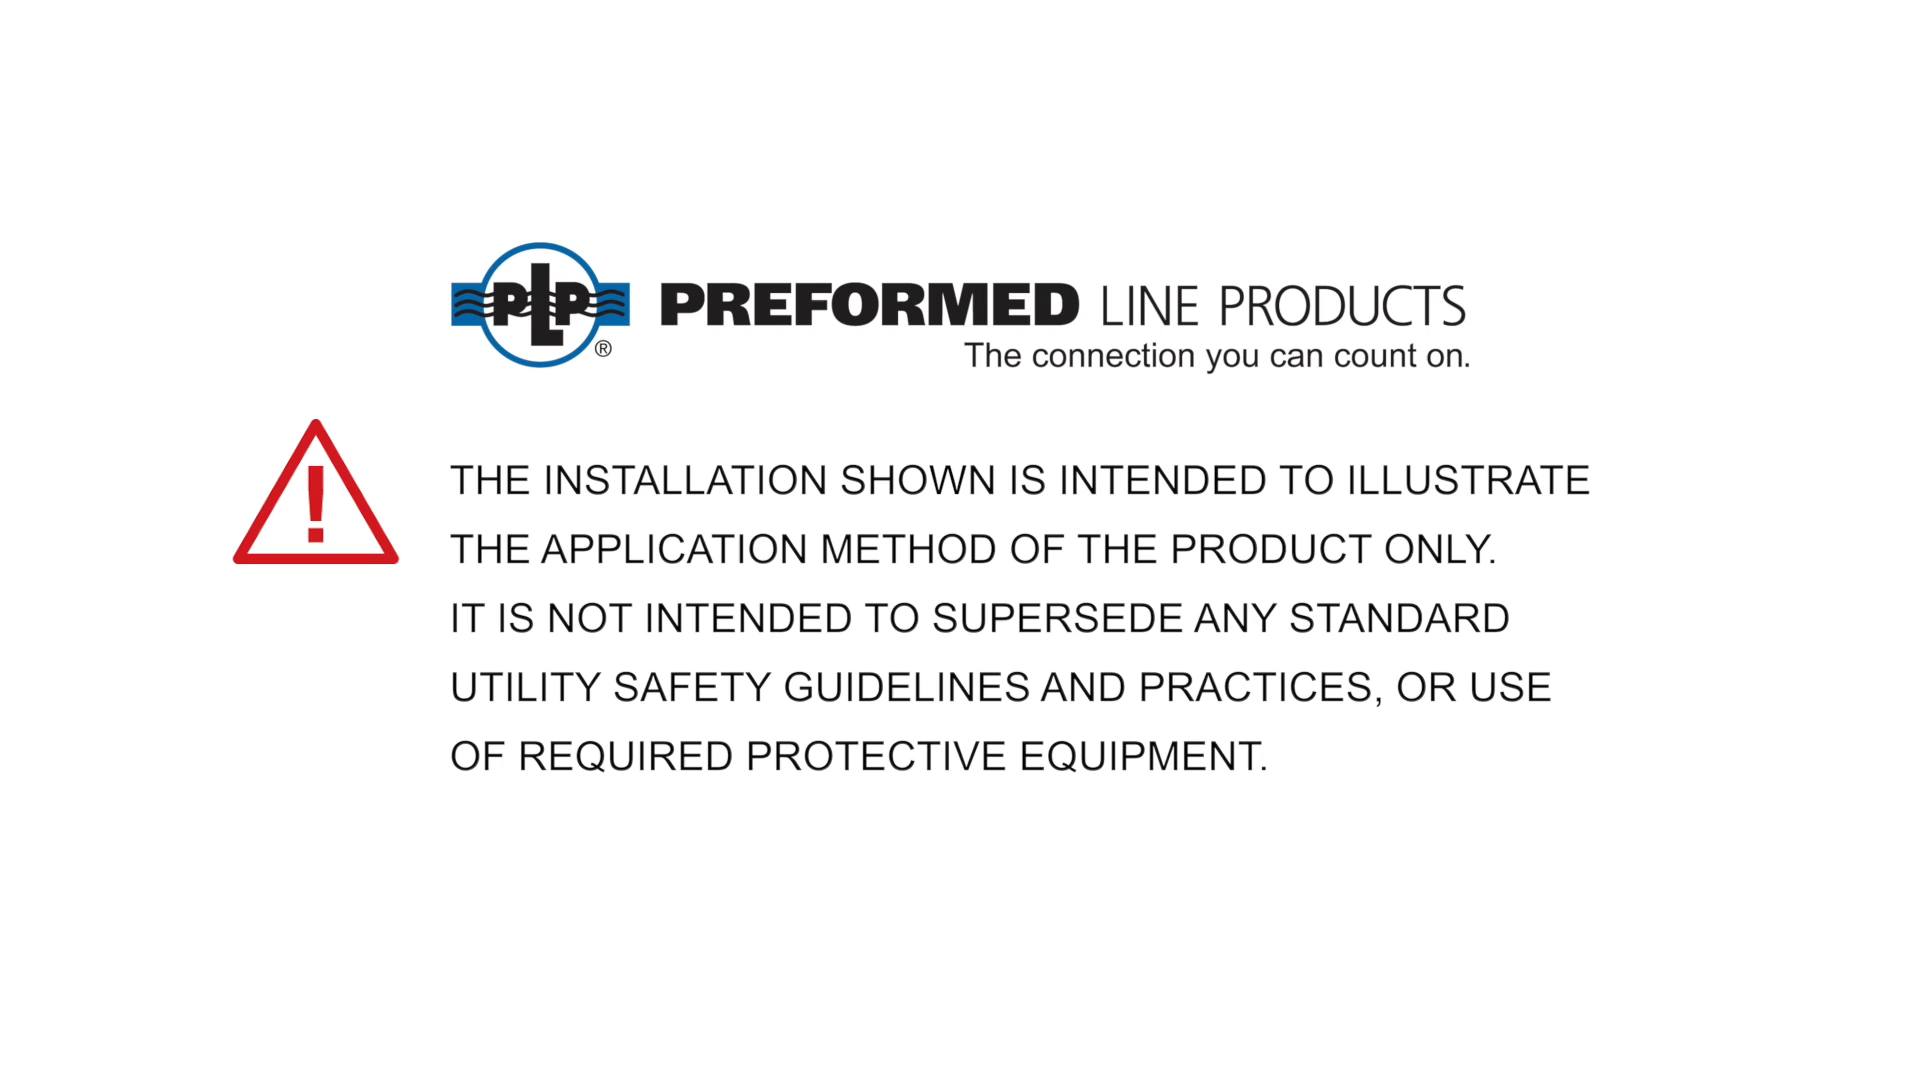 PLP®
PREFORMED LINE PRODUCTS
The connection you can count on.
!
THE INSTALLATION SHOWN IS INTENDED TO ILLUSTRATE
THE APPLICATION METHOD OF THE PRODUCT ONLY.
IT IS NOT INTENDED TO SUPERSEDE ANY STANDARD
UTILITY SAFETY GUIDELINES AND PRACTICES, OR USE
OF REQUIRED PROTECTIVE EQUIPMENT.